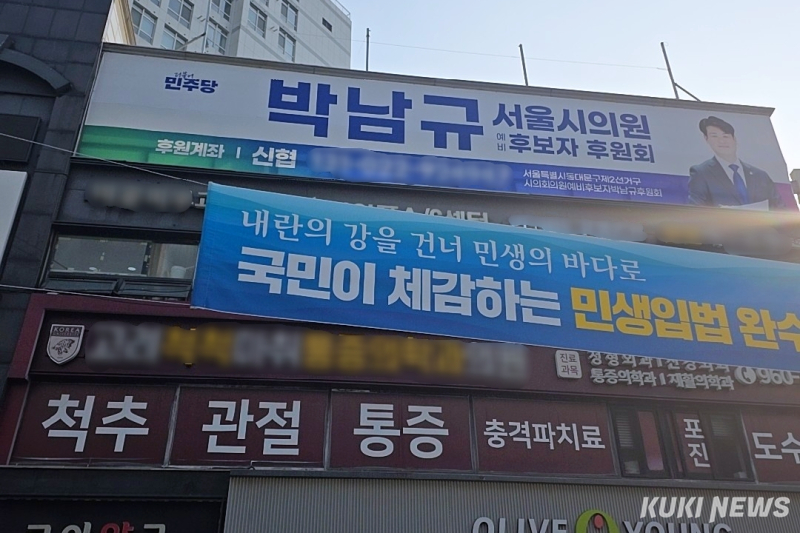 더불어
민주당
박남규 서울시의원
예비 후보자 후원회
후원계좌 | 신협
서울특별시동대문구제2선거구
시의회의원예비후보자박남규후원회
내란의 강을 건너 민생의 바다로
국민이 체감하는 민생입법 완수
KOREA
진료과목
통증의학과 | 재활의학과
960
척추 관절 통증 충격파치료 포진 도수
OLIVE YOUNG
KUKI NEWS